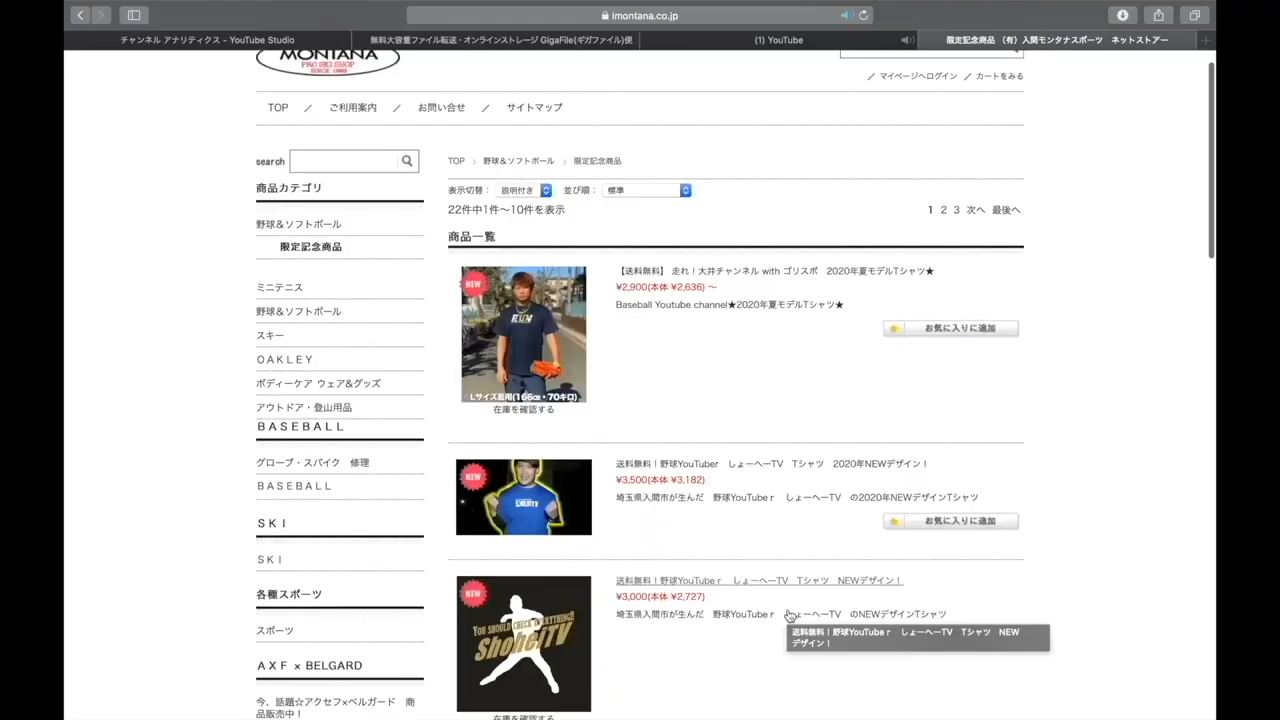 imontana.co.jp
チャンネル アナリティクス - YouTube Studio
無料大容量ファイル転送・オンラインストレージ GigaFile(ギガファイル)便
(1) YouTube
限定記念商品 （有）入間モンタナスポーツ ネットストアー
MONTANA
PRO SKI SHOP
SINCE 1980
／ マイページへログイン ／ カートをみる
TOP ／ ご利用案内 ／ お問い合せ ／ サイトマップ
search
商品カテゴリ
野球＆ソフトボール
限定記念商品
ミニテニス
野球＆ソフトボール
スキー
ＯＡＫＬＥＹ
ボディーケア ウェア&グッズ
アウトドア・登山用品
ＢＡＳＥＢＡＬＬ
グローブ・スパイク 修理
ＢＡＳＥＢＡＬＬ
ＳＫＩ
ＳＫＩ
各種スポーツ
スポーツ
ＡＸＦ × BELGARD
今、話題☆アクセフ×ベルガード 商
品販売中！
TOP > 野球＆ソフトボール > 限定記念商品
表示切替： 説明付き 並び順： 標準
22件中1件〜10件を表示
1 2 3 次へ 最後へ
商品一覧
NEW
RUN
Lサイズ着用(166㎝・70キロ)
在庫を確認する
【送料無料】 走れ！大井チャンネル with ゴリスポ 2020年夏モデルTシャツ★
¥2,900(本体 ¥2,636) 〜
Baseball Youtube channel★2020年夏モデルTシャツ★
お気に入りに追加
NEW
ShoheiTV
送料無料！野球YouTuber しょーへーTV Tシャツ 2020年NEWデザイン！
¥3,500(本体 ¥3,182)
埼玉県入間市が生んだ 野球YouTubeｒ しょーへーTV の2020年NEWデザインTシャツ
お気に入りに追加
NEW
YOU SHOULD CHECK EVERYTHING!!
ShoheiTV
在庫を確認する
送料無料！野球YouTubeｒ しょーへーTV Tシャツ NEWデザイン！
¥3,000(本体 ¥2,727)
埼玉県入間市が生んだ 野球YouTubeｒ しょーへーTV のNEWデザインTシャツ
送料無料！野球YouTubeｒ しょーへーTV Tシャツ NEW
デザイン！